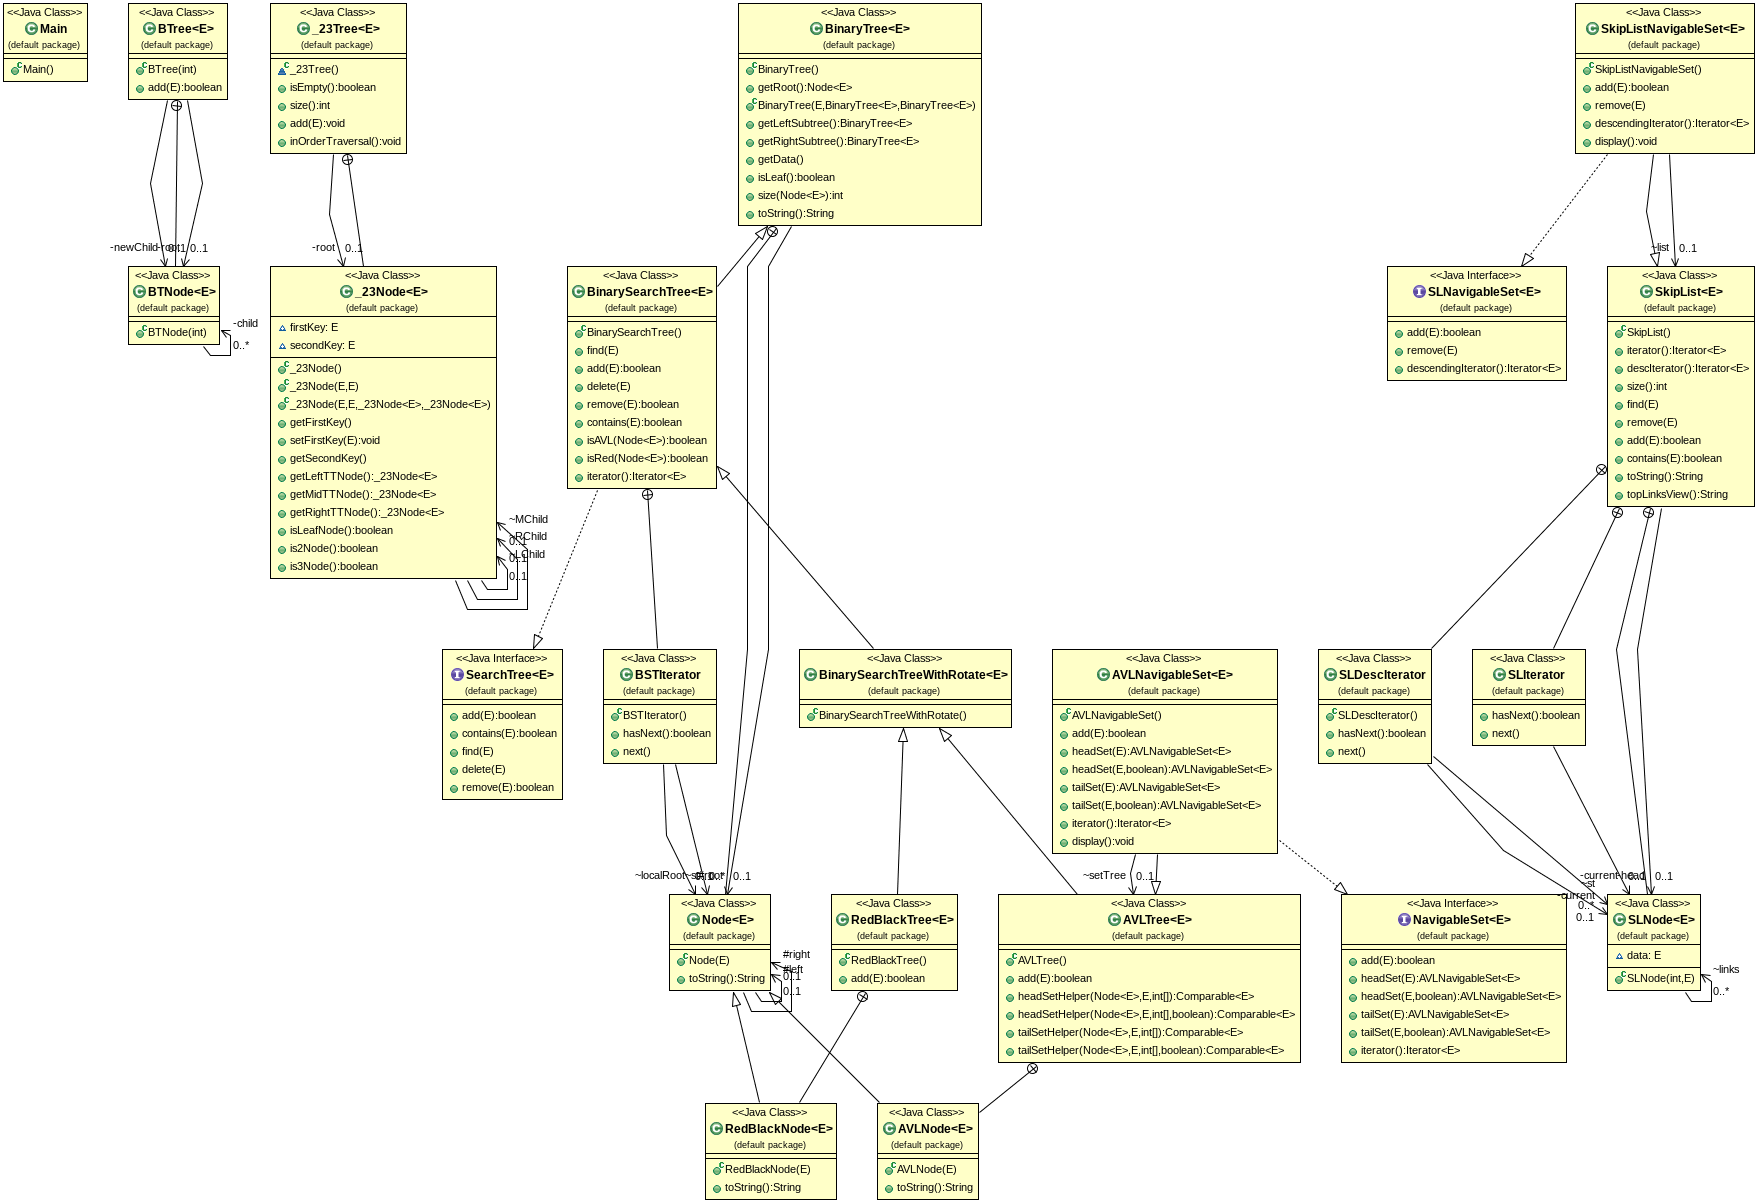 <<Java Class>>
Main
(default package)
Main()
<<Java Class>>
BTree<E>
(default package)
BTree(int)
add(E):boolean
<<Java Class>>
_23Tree<E>
(default package)
_23Tree()
isEmpty():boolean
size():int
add(E):void
inOrderTraversal():void
<<Java Class>>
BinaryTree<E>
(default package)
BinaryTree()
getRoot():Node<E>
BinaryTree(E,BinaryTree<E>,BinaryTree<E>)
getLeftSubtree():BinaryTree<E>
getRightSubtree():BinaryTree<E>
getData()
isLeaf():boolean
size(Node<E>):int
toString():String
<<Java Class>>
SkipListNavigableSet<E>
(default package)
SkipListNavigableSet()
add(E):boolean
remove(E)
descendingIterator():Iterator<E>
display():void
-newChild
-root
0..1
0..1
-root
0..1
~list
0..1
<<Java Class>>
BTNode<E>
(default package)
BTNode(int)
-child
0..*
<<Java Class>>
_23Node<E>
(default package)
firstKey: E
secondKey: E
_23Node()
_23Node(E,E)
_23Node(E,E,_23Node<E>,_23Node<E>)
getFirstKey()
setFirstKey(E):void
getSecondKey()
getLeftTTNode():_23Node<E>
getMidTTNode():_23Node<E>
getRightTTNode():_23Node<E>
isLeafNode():boolean
is2Node():boolean
is3Node():boolean
~MChild
0..1
~RChild
0..1
~LChild
0..1
<<Java Class>>
BinarySearchTree<E>
(default package)
BinarySearchTree()
find(E)
add(E):boolean
delete(E)
remove(E):boolean
contains(E):boolean
isAVL(Node<E>):boolean
isRed(Node<E>):boolean
iterator():Iterator<E>
<<Java Interface>>
SLNavigableSet<E>
(default package)
add(E):boolean
remove(E)
descendingIterator():Iterator<E>
<<Java Class>>
SkipList<E>
(default package)
SkipList()
iterator():Iterator<E>
descIterator():Iterator<E>
size():int
find(E)
remove(E)
add(E):boolean
contains(E):boolean
toString():String
topLinksView():String
<<Java Interface>>
SearchTree<E>
(default package)
add(E):boolean
contains(E):boolean
find(E)
delete(E)
remove(E):boolean
<<Java Class>>
BSTIterator
(default package)
BSTIterator()
hasNext():boolean
next()
<<Java Class>>
BinarySearchTreeWithRotate<E>
(default package)
BinarySearchTreeWithRotate()
<<Java Class>>
AVLNavigableSet<E>
(default package)
AVLNavigableSet()
add(E):boolean
headSet(E):AVLNavigableSet<E>
headSet(E,boolean):AVLNavigableSet<E>
tailSet(E):AVLNavigableSet<E>
tailSet(E,boolean):AVLNavigableSet<E>
iterator():Iterator<E>
display():void
<<Java Class>>
SLDescIterator
(default package)
SLDescIterator()
hasNext():boolean
next()
<<Java Class>>
SLIterator
(default package)
hasNext():boolean
next()
~localRoot
0..1
~setTree
0..1
~current
0..1
~st
0..*
-current
0..1
<<Java Class>>
Node<E>
(default package)
Node(E)
toString():String
#right
0..1
#left
0..1
<<Java Class>>
RedBlackTree<E>
(default package)
RedBlackTree()
add(E):boolean
<<Java Class>>
AVLTree<E>
(default package)
AVLTree()
add(E):boolean
headSetHelper(Node<E>,E,int[]):Comparable<E>
headSetHelper(Node<E>,E,int[],boolean):Comparable<E>
tailSetHelper(Node<E>,E,int[]):Comparable<E>
tailSetHelper(Node<E>,E,int[],boolean):Comparable<E>
<<Java Interface>>
NavigableSet<E>
(default package)
add(E):boolean
headSet(E):AVLNavigableSet<E>
headSet(E,boolean):AVLNavigableSet<E>
tailSet(E):AVLNavigableSet<E>
tailSet(E,boolean):AVLNavigableSet<E>
iterator():Iterator<E>
<<Java Class>>
SLNode<E>
(default package)
data: E
SLNode(int,E)
~links
0..*
<<Java Class>>
RedBlackNode<E>
(default package)
RedBlackNode(E)
toString():String
<<Java Class>>
AVLNode<E>
(default package)
AVLNode(E)
toString():String